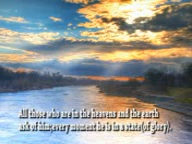 All those who are in the heavens and the earth
ask of him;every moment he is in a state(of glory).